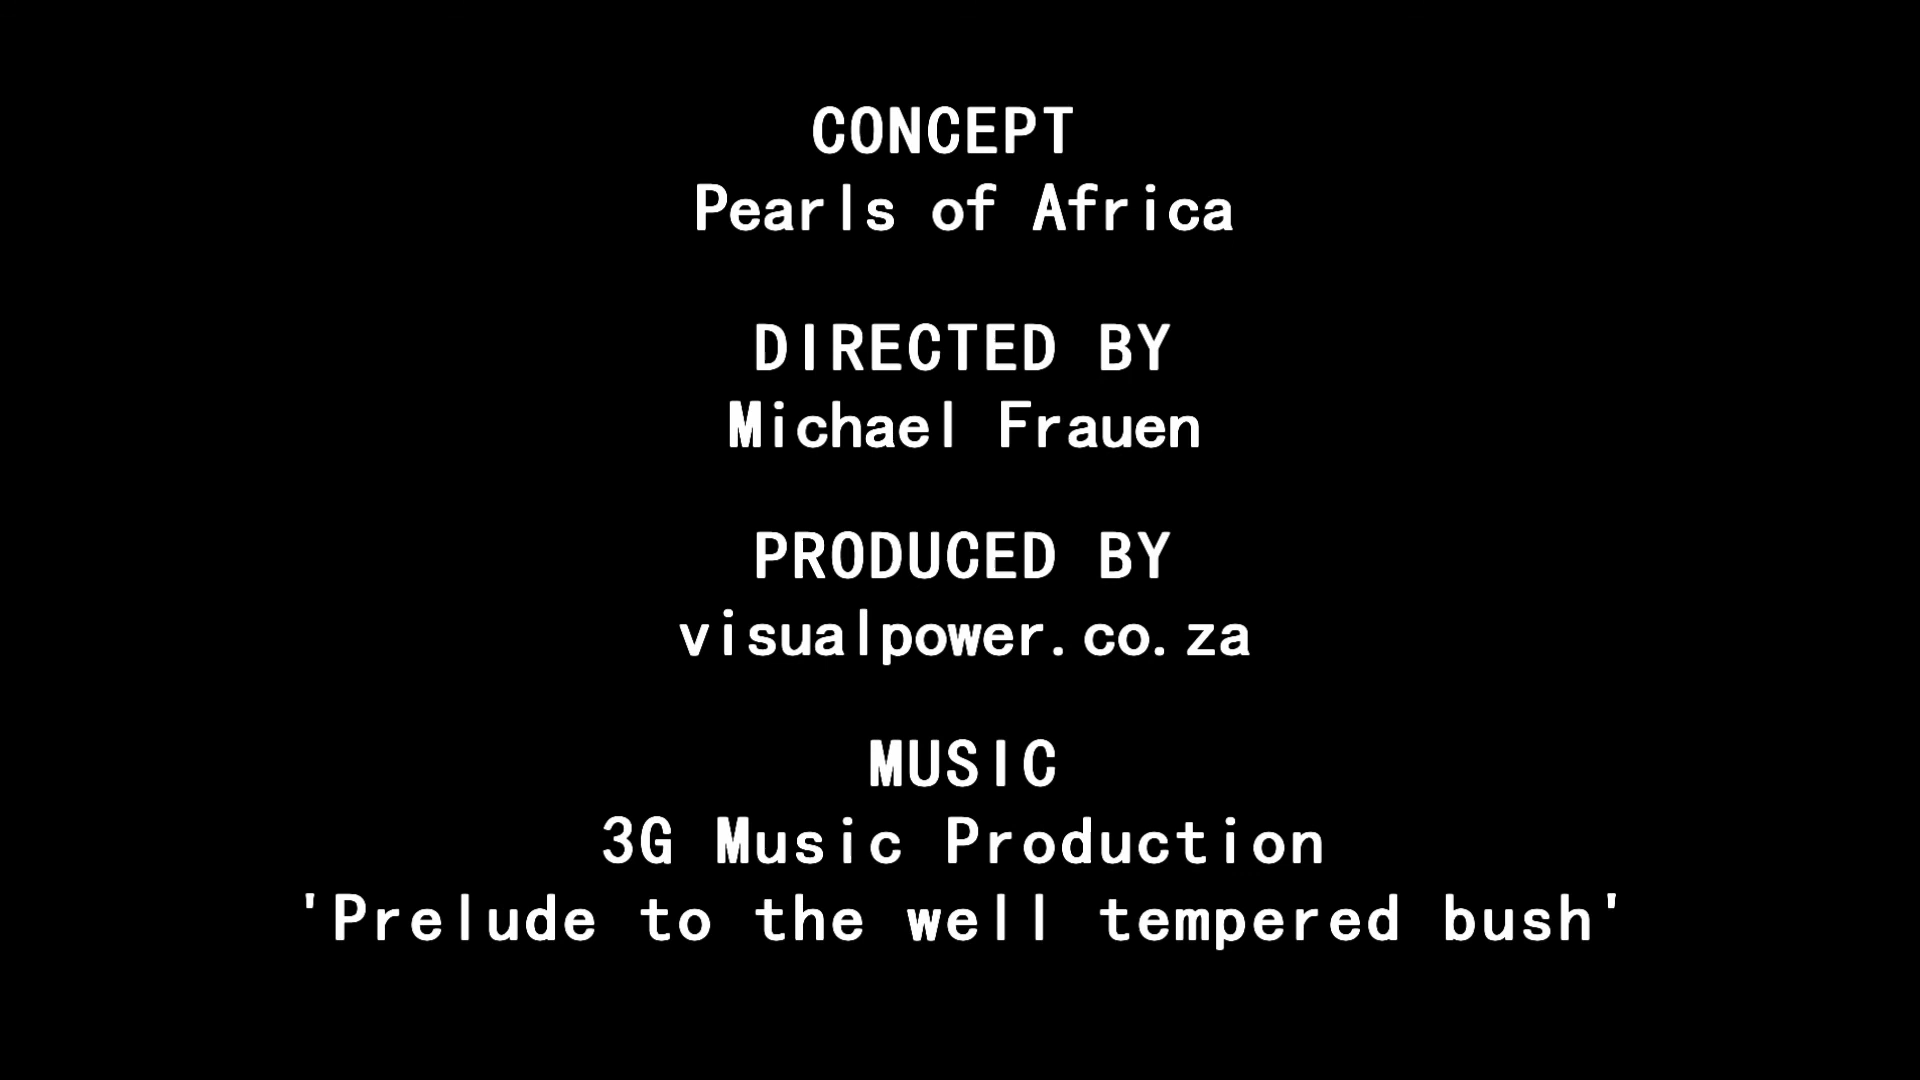 CONCEPT
Pearls of Africa
DIRECTED BY
Michael Frauen
PRODUCED BY
visualpower.co.za
MUSIC
3G Music Production
'Prelude to the well tempered bush'